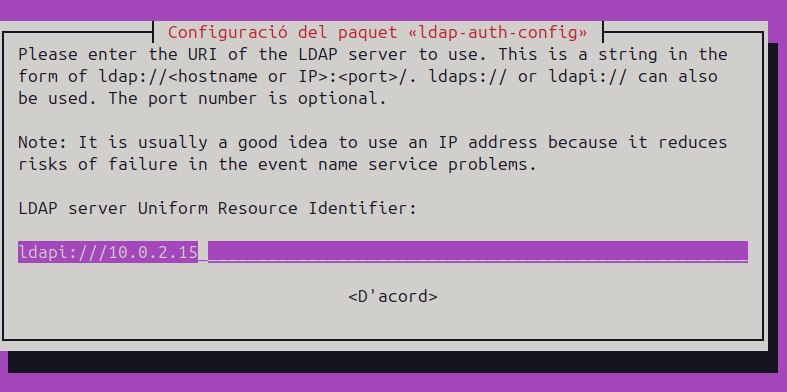 Configuració del paquet «ldap-auth-config»
Please enter the URI of the LDAP server to use. This is a string in the
form of ldap://<hostname or IP>:<port>/. ldaps:// or ldapi:// can also
be used. The port number is optional.
Note: It is usually a good idea to use an IP address because it reduces
risks of failure in the event name service problems.
LDAP server Uniform Resource Identifier:
ldapi:///10.0.2.15
<D'acord>